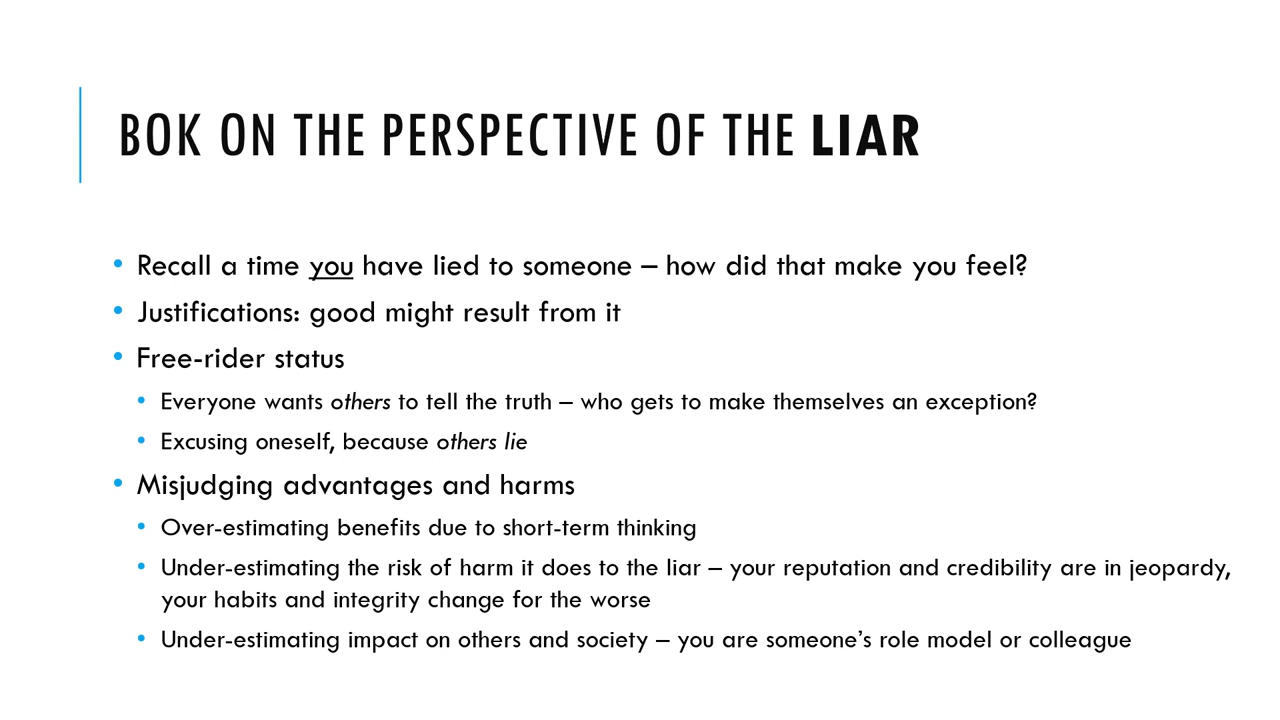 BOK ON THE PERSPECTIVE OF THE LIAR
• Recall a time you have lied to someone – how did that make you feel?
• Justifications: good might result from it
• Free-rider status
• Everyone wants others to tell the truth – who gets to make themselves an exception?
• Excusing oneself, because others lie
• Misjudging advantages and harms
• Over-estimating benefits due to short-term thinking
• Under-estimating the risk of harm it does to the liar – your reputation and credibility are in jeopardy,
your habits and integrity change for the worse
• Under-estimating impact on others and society – you are someone’s role model or colleague